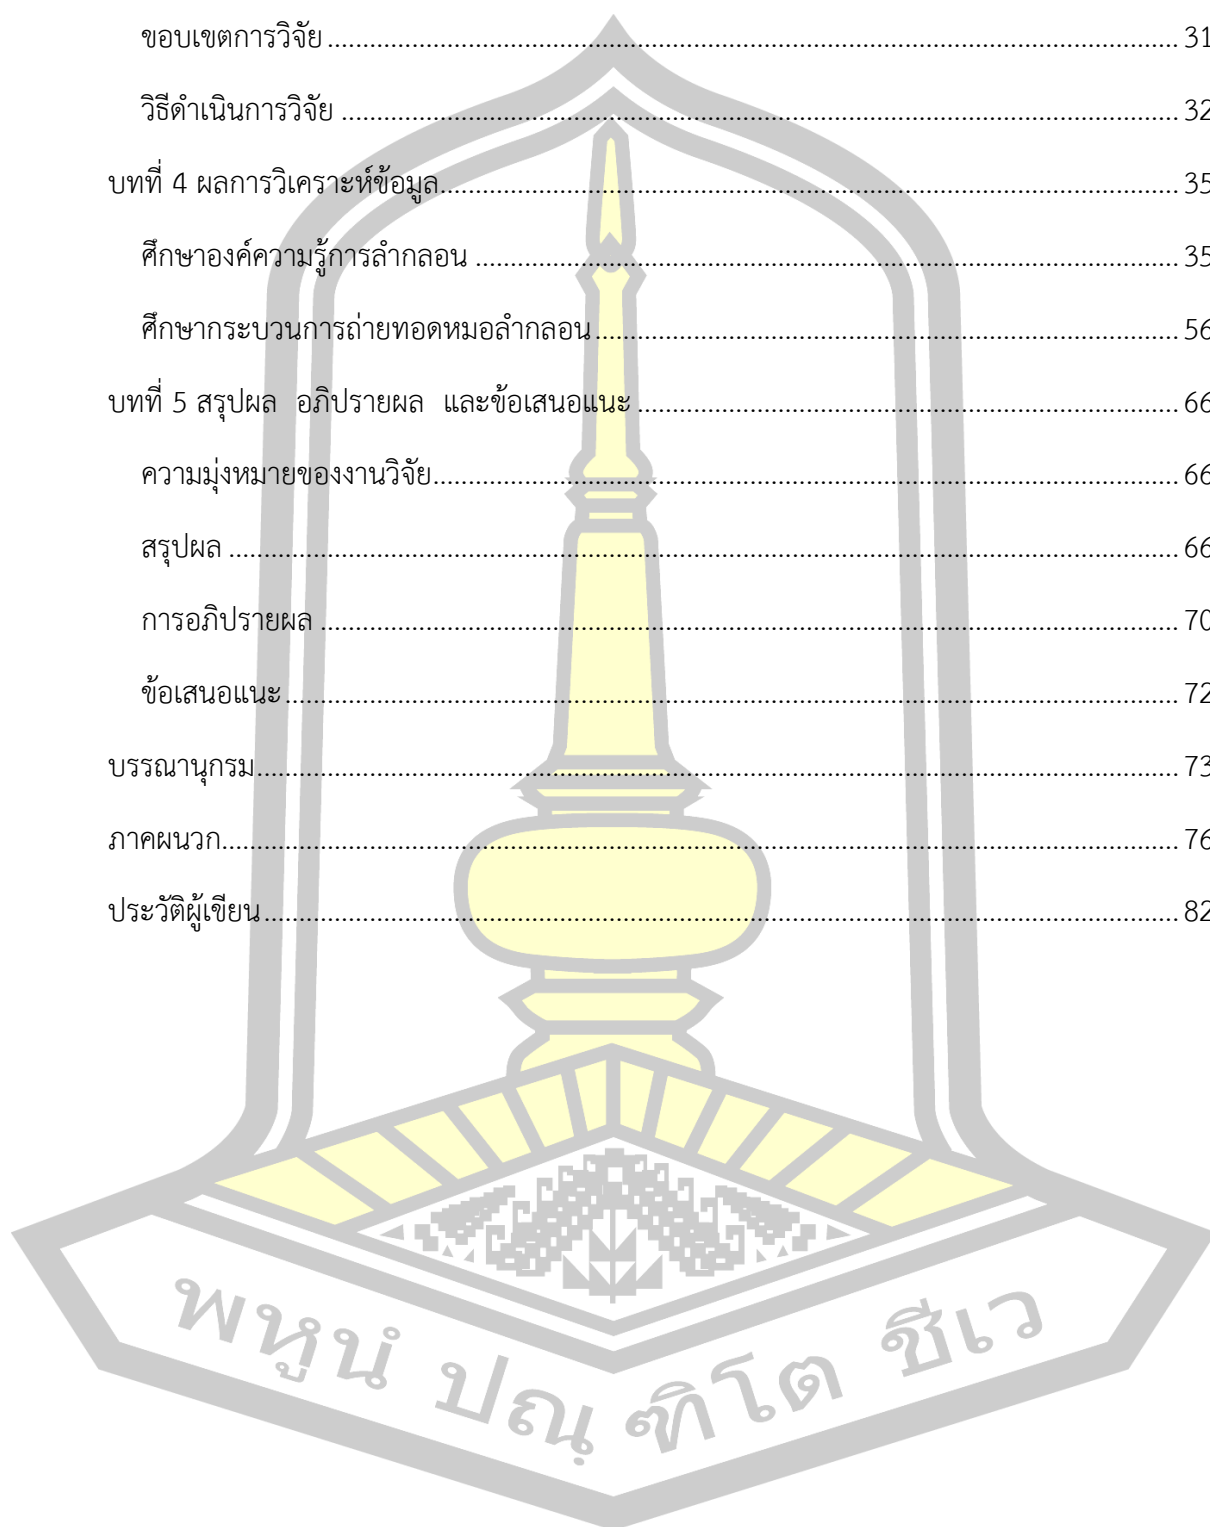 ขอบเขตการวิจัย ........................................................................................................ 31
วิธีดำเนินการวิจัย ...................................................................................................... 32
บทที่ 4 ผลการวิเคราะห์ข้อมูล.......................................................................................... 35
ศึกษาองค์ความรู้การลำกลอน ..................................................................................... 35
ศึกษากระบวนการถ่ายทอดหมอลำกลอน....................................................................... 56
บทที่ 5 สรุปผล อภิปรายผล และข้อเสนอแนะ .................................................................. 66
ความมุ่งหมายของงานวิจัย........................................................................................... 66
สรุปผล .................................................................................................................... 66
การอภิปรายผล ......................................................................................................... 70
ข้อเสนอแนะ ............................................................................................................. 72
บรรณานุกรม................................................................................................................ 73
ภาคผนวก.................................................................................................................... 76
ประวัติผู้เขียน............................................................................................................... 82
พหูนํ ปณฺฑิโต ชีเว